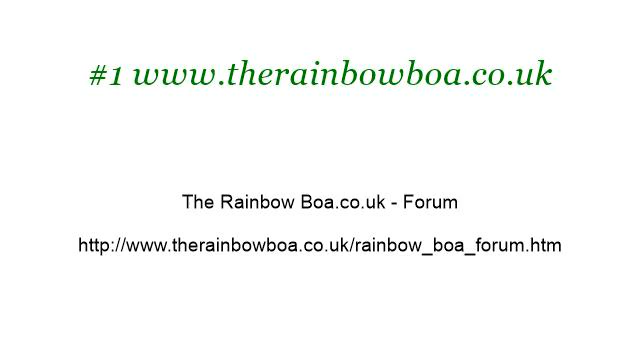 #1 www.therainbowboa.co.uk
The Rainbow Boa.co.uk - Forum
http://www.therainbowboa.co.uk/rainbow_boa_forum.htm